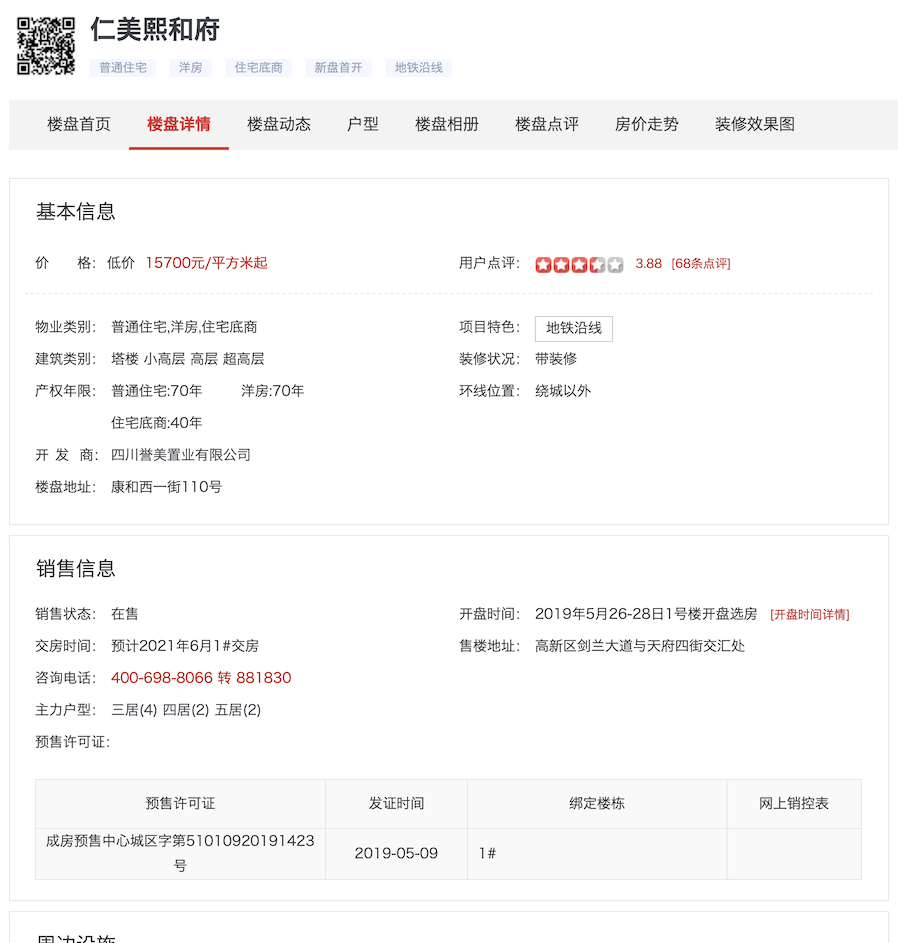 仁美熙和府
普通住宅 洋房 住宅底商 新盘首开 地铁沿线
楼盘首页 楼盘详情 楼盘动态 户型 楼盘相册 楼盘点评 房价走势 装修效果图
基本信息
价 格: 低价 15700元/平方米起 用户点评: 3.88 [68条点评]
物业类别: 普通住宅,洋房,住宅底商 项目特色: 地铁沿线
建筑类别: 塔楼 小高层 高层 超高层 装修状况: 带装修
产权年限: 普通住宅:70年 洋房:70年 环线位置: 绕城以外
住宅底商:40年
开 发 商: 四川誉美置业有限公司
楼盘地址: 康和西一街110号
销售信息
销售状态: 在售 开盘时间: 2019年5月26-28日1号楼开盘选房 [开盘时间详情]
交房时间: 预计2021年6月1#交房 售楼地址: 高新区剑兰大道与天府四街交汇处
咨询电话: 400-698-8066 转 881830
主力户型: 三居(4) 四居(2) 五居(2)
预售许可证:
预售许可证 发证时间 绑定楼栋 网上销控表
成房预售中心城区字第51010920191423
号 2019-05-09 1#
周边设施